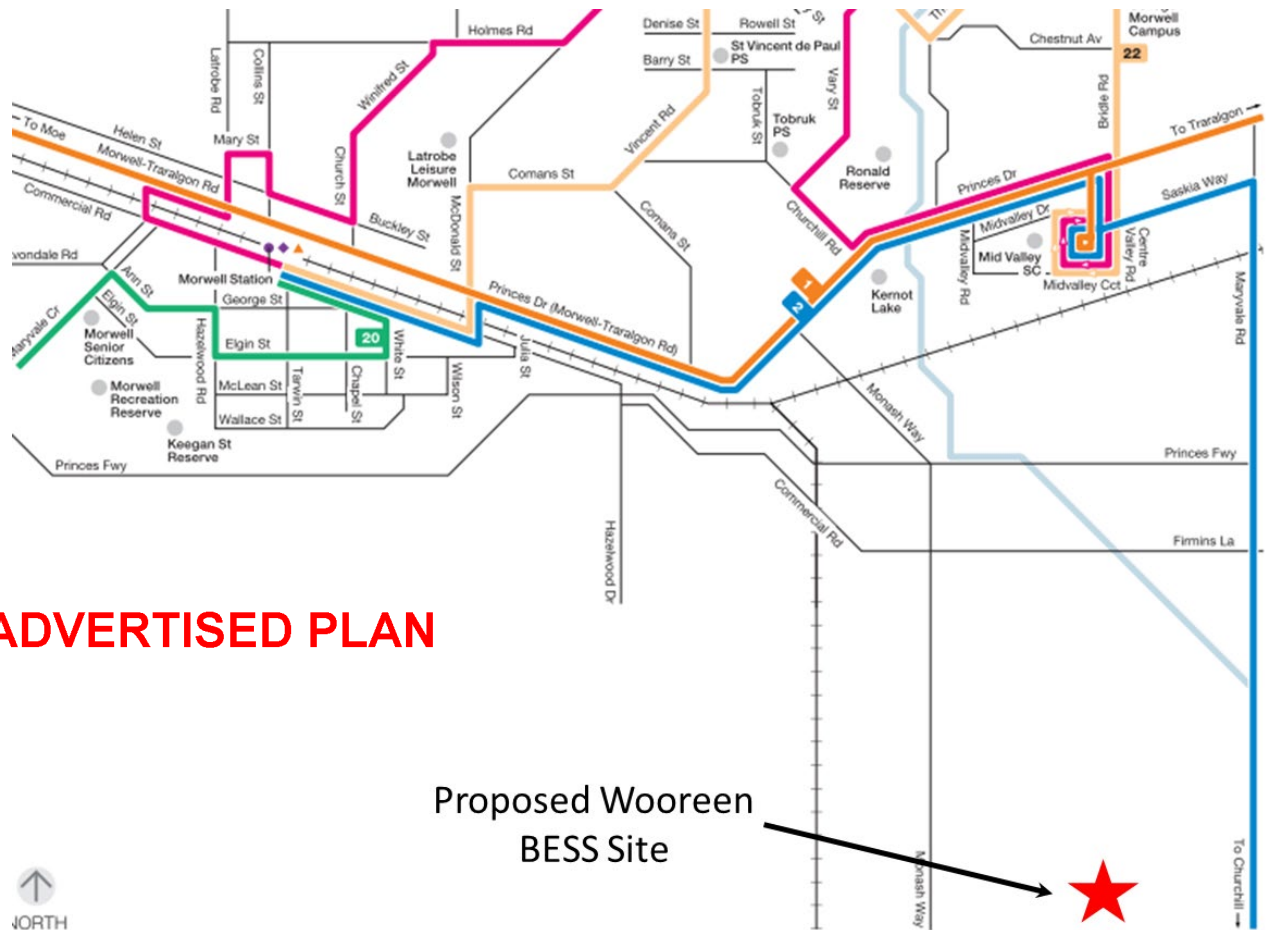 Denise St
Rowell St
y St
Th
Morwell
Campus
Holmes Rd
St Vincent de Paul
PS
Barry St
Chestnut Av
22
Latrobe Rd
Collins St
Winifred St
Vary St
Tobruk St
Bridle Rd
To Traralgon
To Moe
Helen St
Mary St
Vincent Rd
Tobruk
PS
Morwell-Traralgon Rd
Church St
Latrobe
Leisure
Morwell
Ronald
Reserve
Comans St
Princes Dr
Saskia Way
Commercial Rd
McDonald St
Buckley St
Comans St
Churchill Rd
Midvalley Dr
Midvalley Rd
Mid Valley
SC
Centre
Valley Rd
Midvalley Cct
vondale Rd
Morwell Station
Ann St
Elgin St
George St
Princes Dr (Morwell-Traralgon Rd)
1
2
Kernot
Lake
Maryvale Rd
Maryvale Cr
Morwell
Senior
Citizens
Hazelwood Rd
20
Elgin St
White St
Julia St
Morwell
Recreation
Reserve
McLean St
Tarwin St
Chapel St
Wilson St
Wallace St
Keegan St
Reserve
Monash Way
Princes Fwy
Princes Fwy
Commercial Rd
Hazelwood Dr
Firmins La
ADVERTISED PLAN
Proposed Wooreen
BESS Site
Monash Way
To Churchill
NORTH